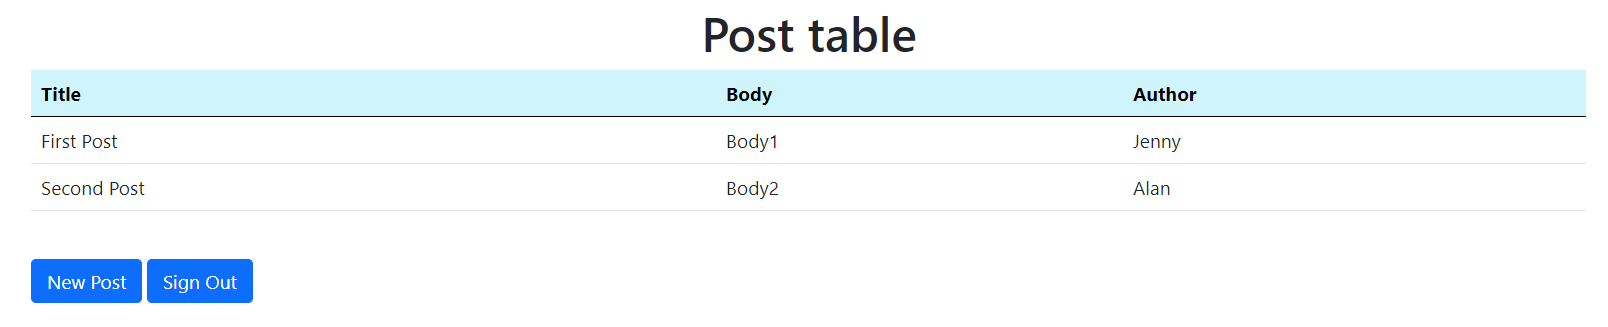 Post table
Title Body Author
First Post Body1 Jenny
Second Post Body2 Alan
New Post Sign Out